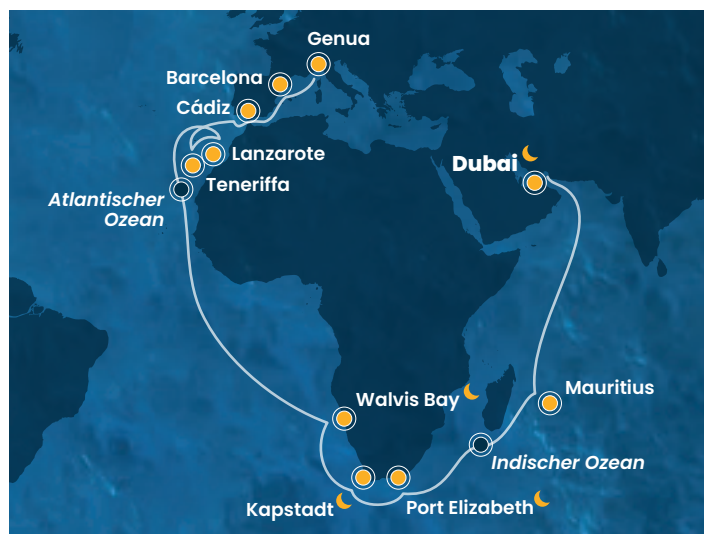 Genua
Barcelona
Cádiz
Lanzarote
Teneriffa
Dubai
Atlantischer
Ozean
Walvis Bay
Mauritius
Indischer Ozean
Kapstadt
Port Elizabeth